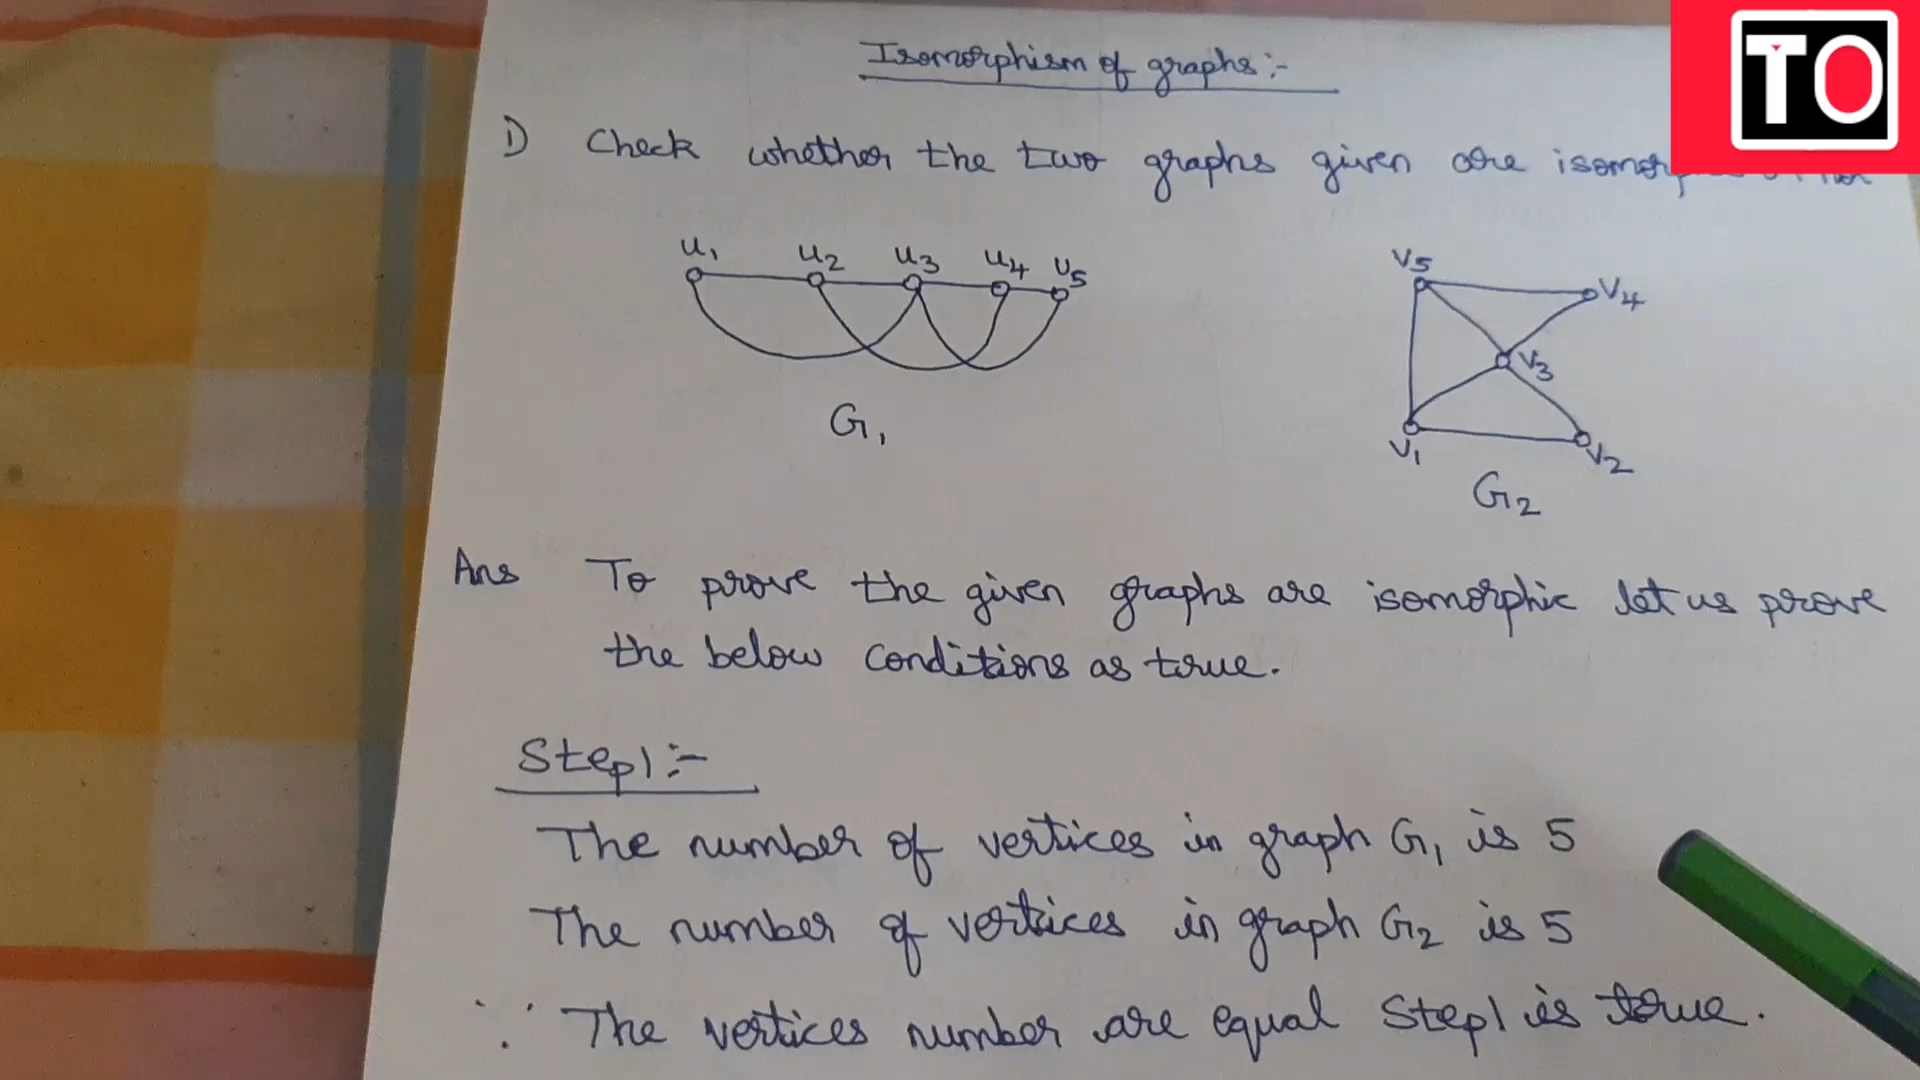 TO
Isomorphism of graphs:-
1) Check whether the two graphs given are
u1 u2 u3 u4 u5
G1
v5 v4
v3
v1 v2
G2
Ans To prove the given graphs are isomorphic let us prove
the below conditions as true.
Step1:-
The number of vertices in graph G1 is 5
The number of vertices in graph G2 is 5
∵ The vertices number are equal Step1 is true.